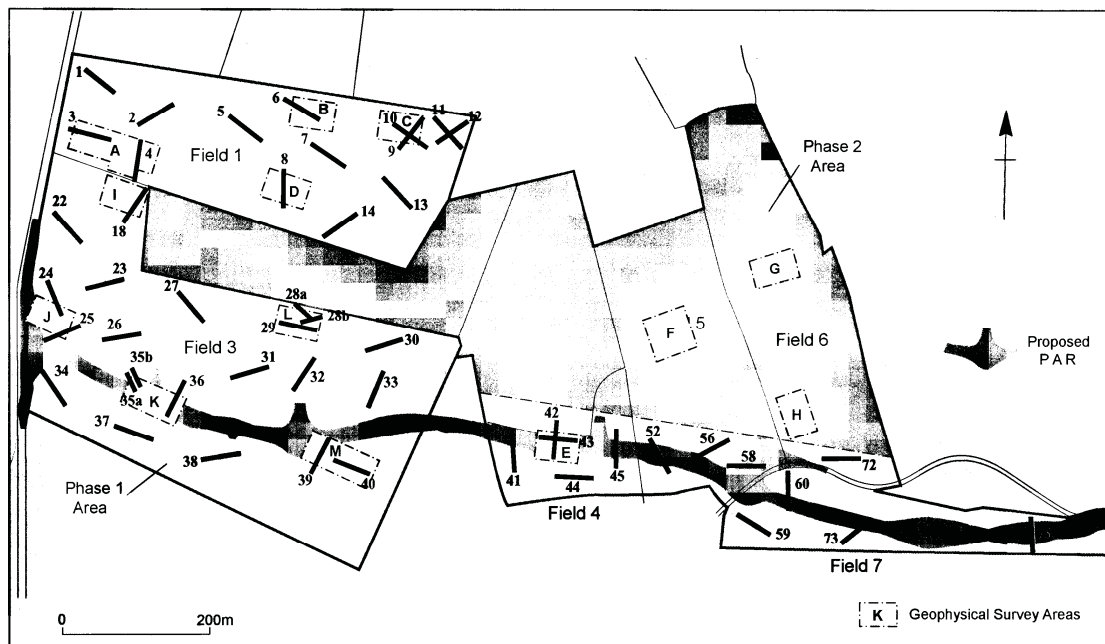 1
2
3
A
4
5
6
B
7
8
D
10
C
9
11
12
13
14
Field 1
I
18
22
23
24
J
25
26
27
28a
L
28b
29
30
Field 3
31
32
33
34
35b
35a
K
36
37
38
M
39
40
Phase 1
Area
Phase 2
Area
G
F
5
Field 6
H
Proposed
P A R
41
42
43
E
44
45
52
56
58
72
60
59
73
Field 4
Field 7
0
200m
K
Geophysical Survey Areas